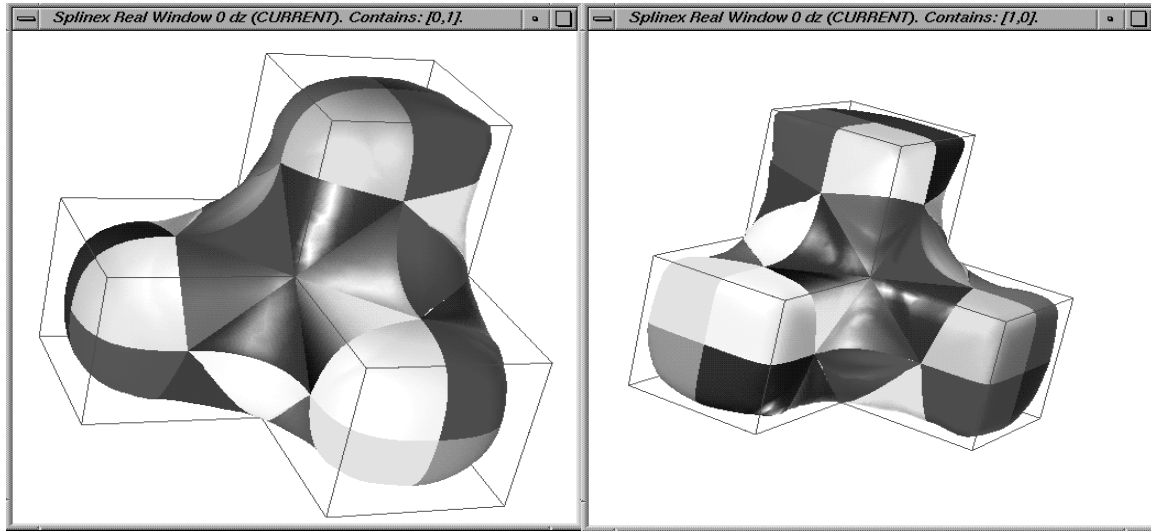 Splinex Real Window 0 dz (CURRENT). Contains: [0,1].
Splinex Real Window 0 dz (CURRENT). Contains: [1,0].